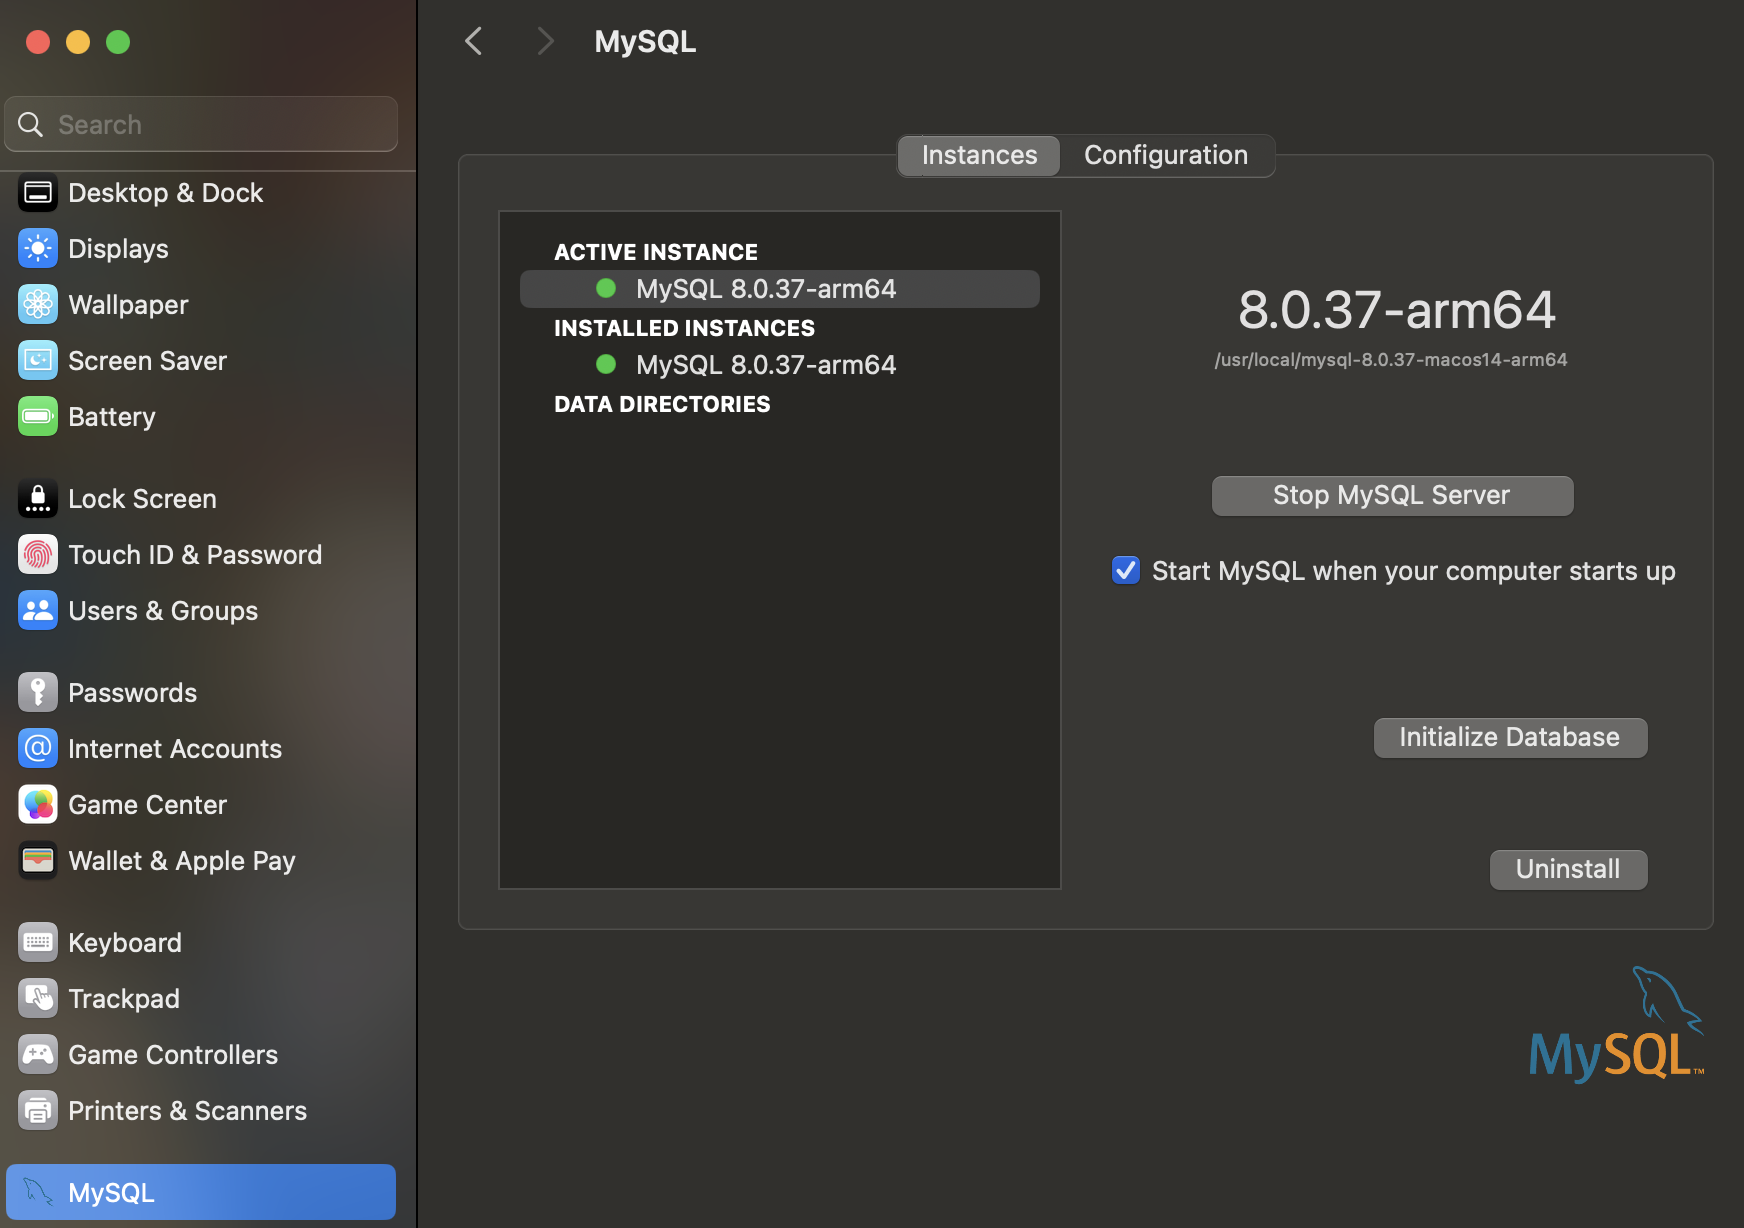 MySQL
Search
Desktop & Dock
Displays
Wallpaper
Screen Saver
Battery
Lock Screen
Touch ID & Password
Users & Groups
Passwords
Internet Accounts
Game Center
Wallet & Apple Pay
Keyboard
Trackpad
Game Controllers
Printers & Scanners
MySQL
Instances
Configuration
ACTIVE INSTANCE
MySQL 8.0.37-arm64
INSTALLED INSTANCES
MySQL 8.0.37-arm64
DATA DIRECTORIES
8.0.37-arm64
/usr/local/mysql-8.0.37-macos14-arm64
Stop MySQL Server
Start MySQL when your computer starts up
Initialize Database
Uninstall
MySQL™